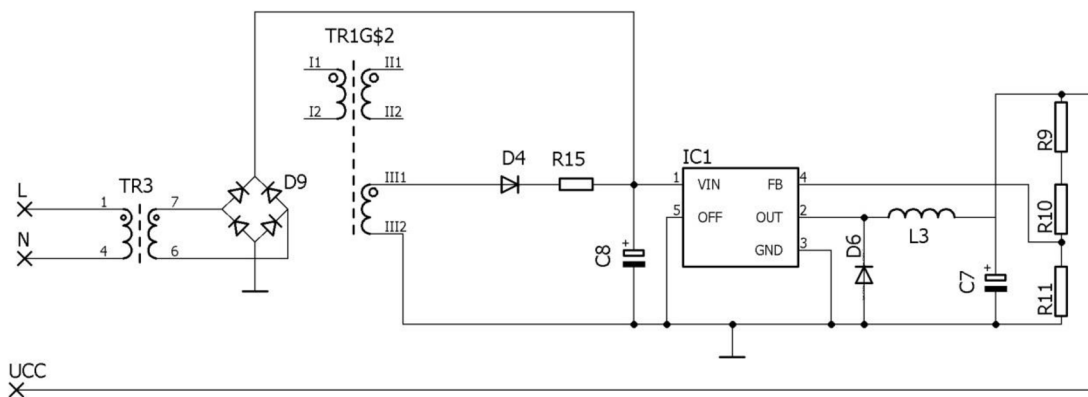 TR1G$2
I1
II1
I2
II2
D4
R15
IC1
R9
TR3
D9
L
1
7
III1
1
VIN
FB
4
5
OFF
OUT
2
R10
N
4
6
III2
GND
3
L3
C8
D6
C7
R11
+
+
UCC